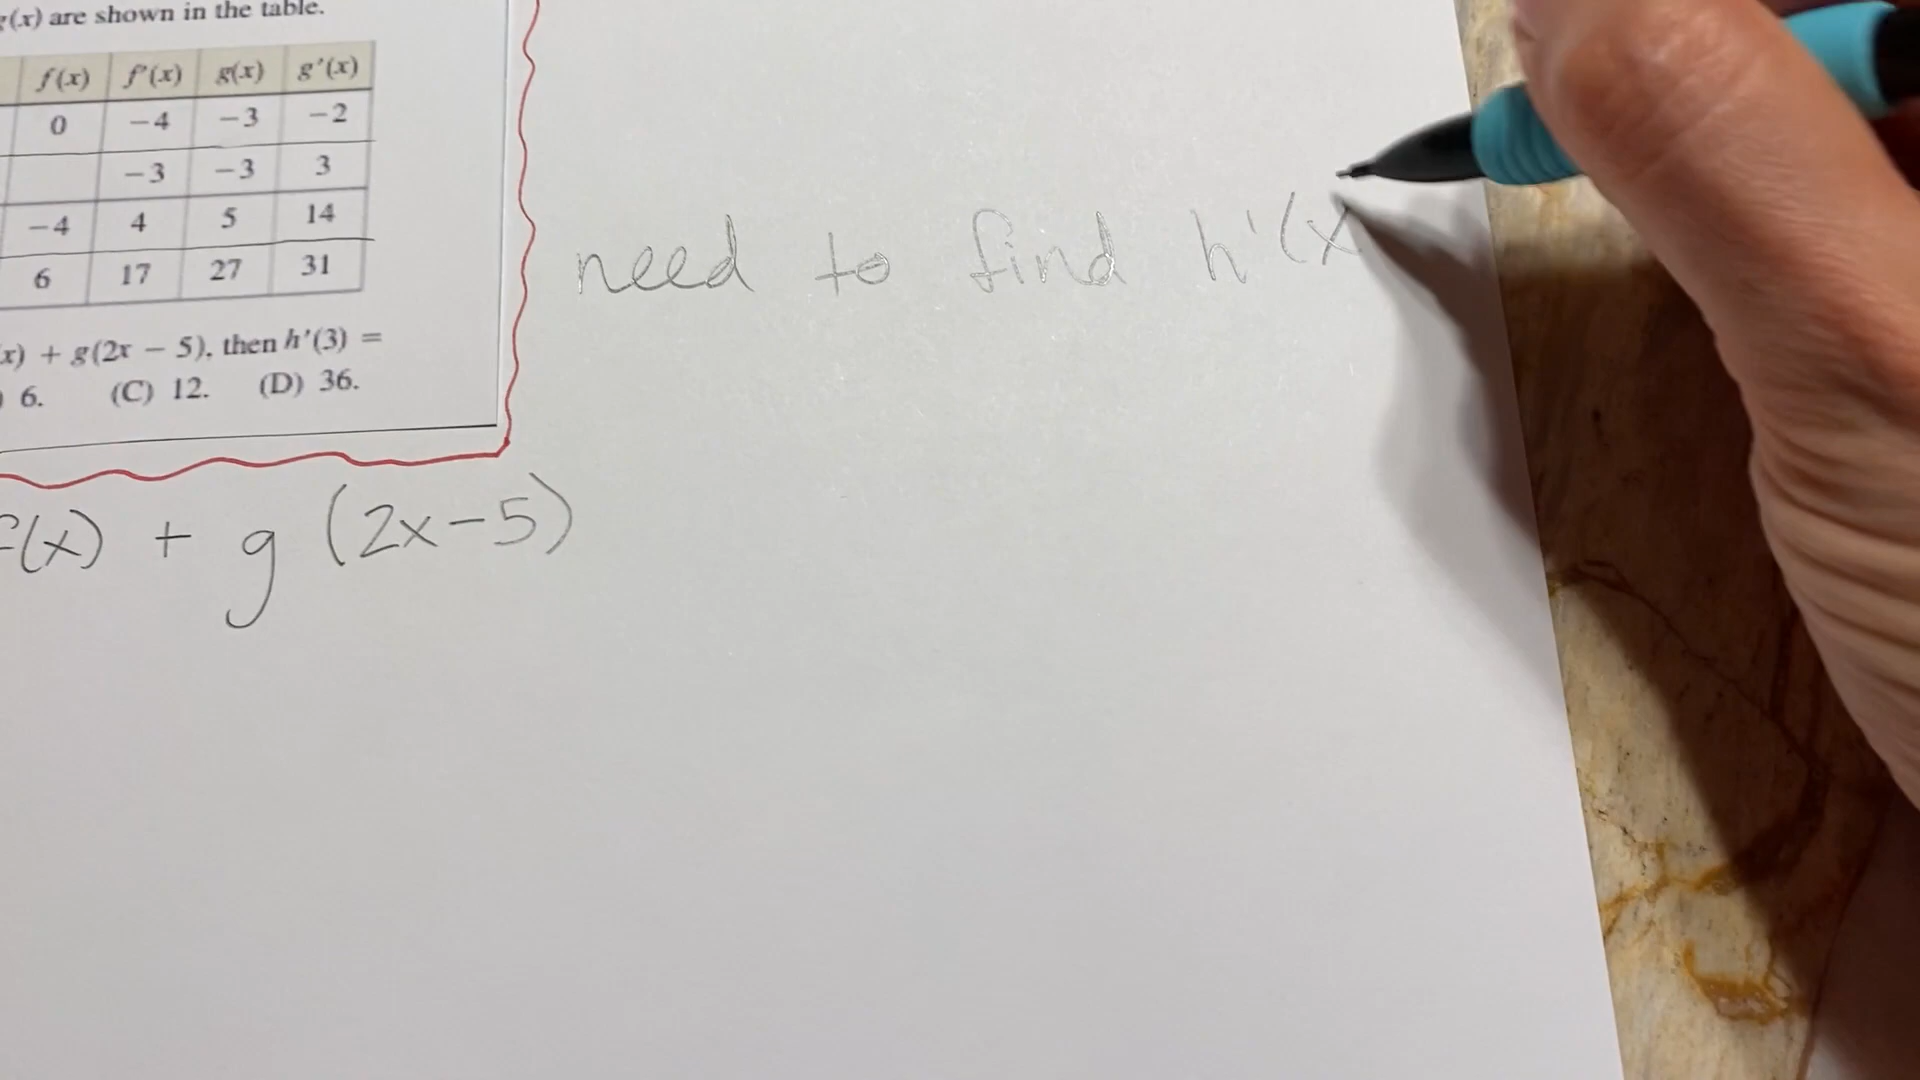 (x) are shown in the table.
f(x) f'(x) g(x) g'(x)
0 −4 −3 −2
−3 −3 3
−4 4 5 14
6 17 27 31
x) + g(2x − 5), then h'(3) =
) 6. (C) 12. (D) 36.
need to find h'(x
f(x) + g (2x-5)